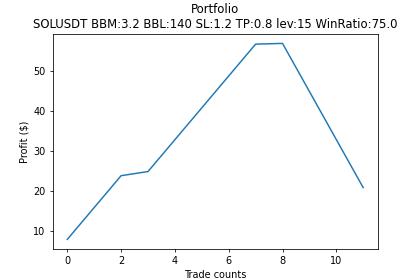 Portfolio
SOLUSDT BBM:3.2 BBL:140 SL:1.2 TP:0.8 lev:15 WinRatio:75.0
50
40
30
20
10
Profit ($)
0 2 4 6 8 10
Trade counts